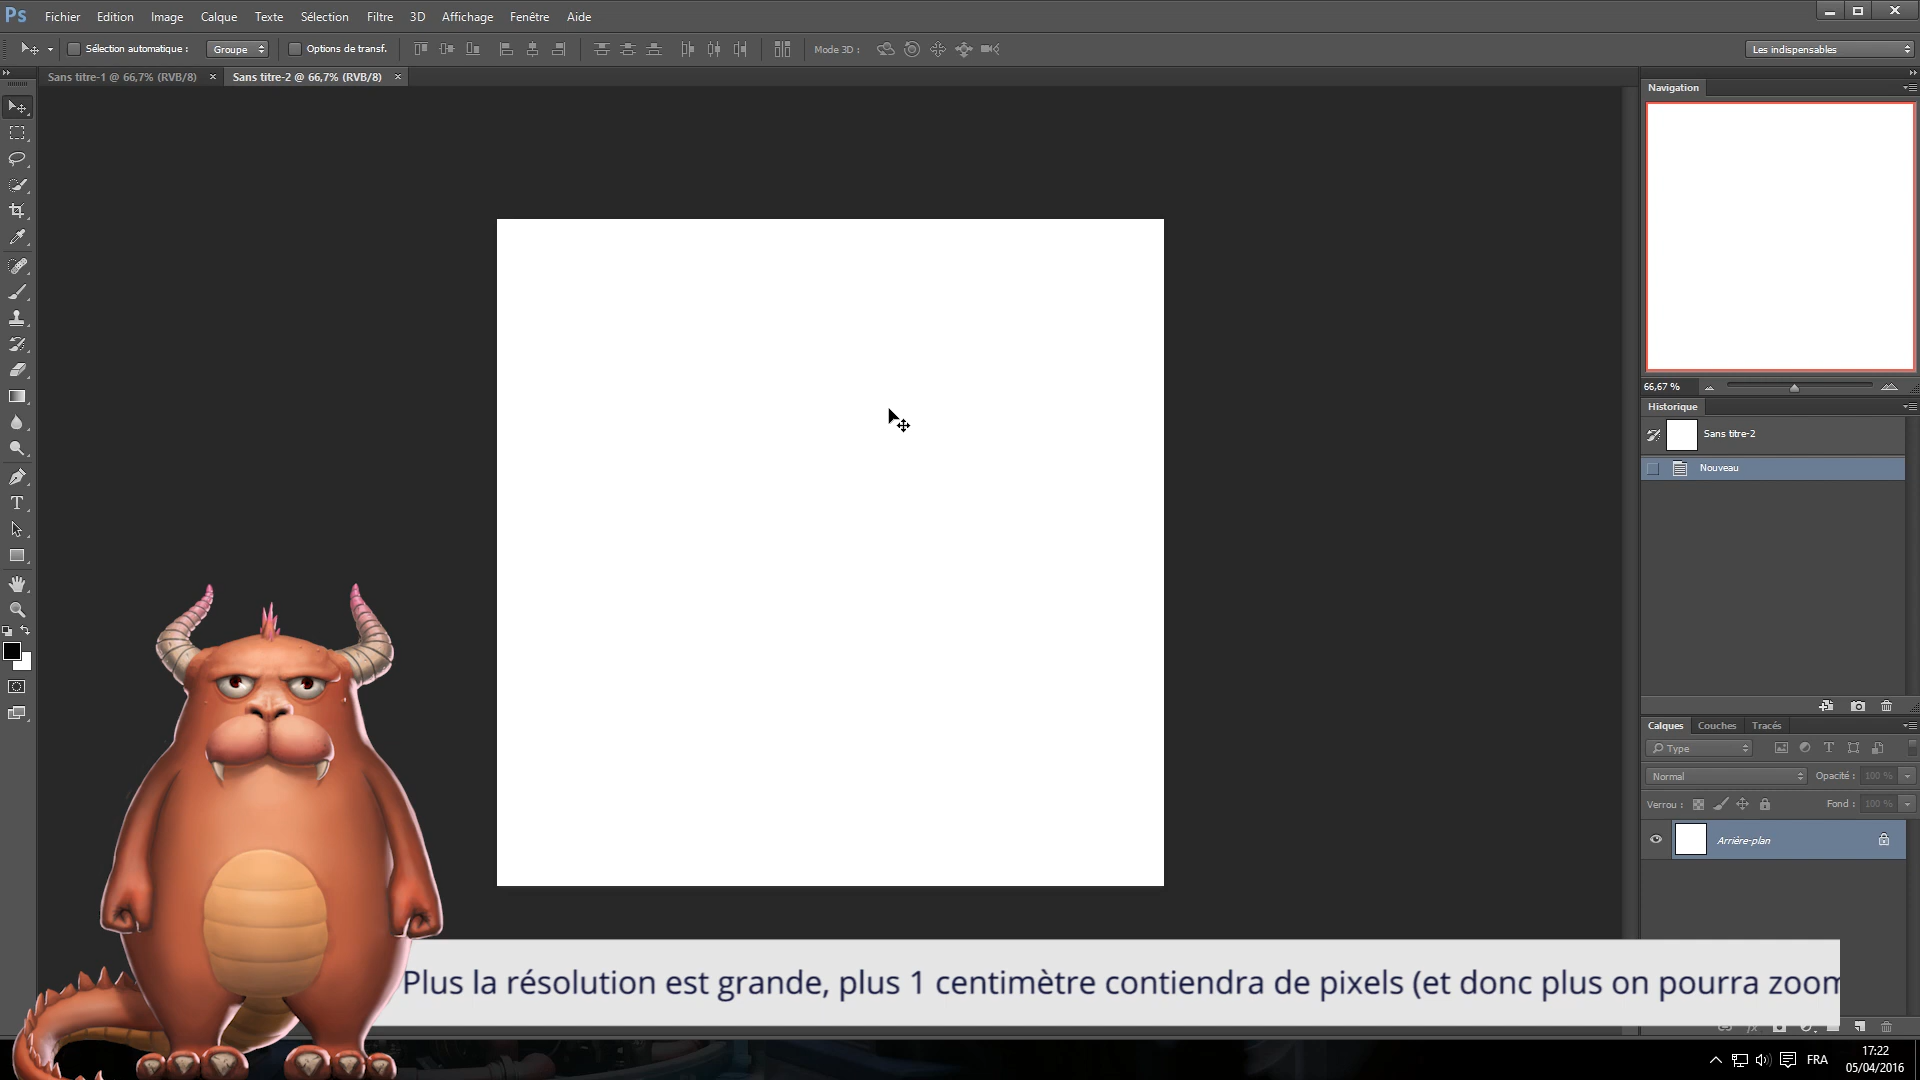 Ps Fichier Edition Image Calque Texte Sélection Filtre 3D Affichage Fenêtre Aide
Sélection automatique : Groupe Options de transf. Mode 3D : Les indispensables
Sans titre-1 @ 66,7% (RVB/8) × Sans titre-2 @ 66,7% (RVB/8) ×
Navigation
66,67 %
Historique
Sans titre-2
Nouveau
Calques Couches Tracés
Type
Normal Opacité : 100 %
Verrou : Fond : 100 %
Arrière-plan
Plus la résolution est grande, plus 1 centimètre contiendra de pixels (et donc plus on pourra zoom
FRA
17:22
05/04/2016